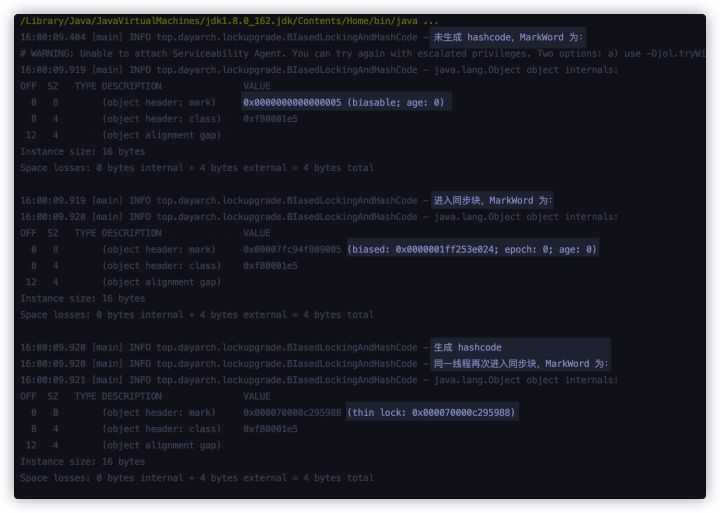 /Library/Java/JavaVirtualMachines/jdk1.8.0_162.jdk/Contents/Home/bin/java ...
16:00:09.404 [main] INFO top.dayarch.lockupgrade.BIasedLockingAndHashCode - 未生成 hashcode，MarkWord 为：
# WARNING: Unable to attach Serviceability Agent. You can try again with escalated privileges. Two options: a) use -Djol.tryWi
16:00:09.919 [main] INFO top.dayarch.lockupgrade.BIasedLockingAndHashCode - java.lang.Object object internals:
OFF SZ TYPE DESCRIPTION VALUE
0 8 (object header: mark) 0x0000000000000005 (biasable; age: 0)
8 4 (object header: class) 0xf80001e5
12 4 (object alignment gap)
Instance size: 16 bytes
Space losses: 0 bytes internal + 4 bytes external = 4 bytes total
16:00:09.919 [main] INFO top.dayarch.lockupgrade.BIasedLockingAndHashCode - 进入同步块，MarkWord 为：
16:00:09.920 [main] INFO top.dayarch.lockupgrade.BIasedLockingAndHashCode - java.lang.Object object internals:
OFF SZ TYPE DESCRIPTION VALUE
0 8 (object header: mark) 0x00007fc94f809005 (biased: 0x0000001ff253e024; epoch: 0; age: 0)
8 4 (object header: class) 0xf80001e5
12 4 (object alignment gap)
Instance size: 16 bytes
Space losses: 0 bytes internal + 4 bytes external = 4 bytes total
16:00:09.920 [main] INFO top.dayarch.lockupgrade.BIasedLockingAndHashCode - 生成 hashcode
16:00:09.920 [main] INFO top.dayarch.lockupgrade.BIasedLockingAndHashCode - 同一线程再次进入同步块，MarkWord 为：
16:00:09.921 [main] INFO top.dayarch.lockupgrade.BIasedLockingAndHashCode - java.lang.Object object internals:
OFF SZ TYPE DESCRIPTION VALUE
0 8 (object header: mark) 0x000070000c295988 (thin lock: 0x000070000c295988)
8 4 (object header: class) 0xf80001e5
12 4 (object alignment gap)
Instance size: 16 bytes
Space losses: 0 bytes internal + 4 bytes external = 4 bytes total